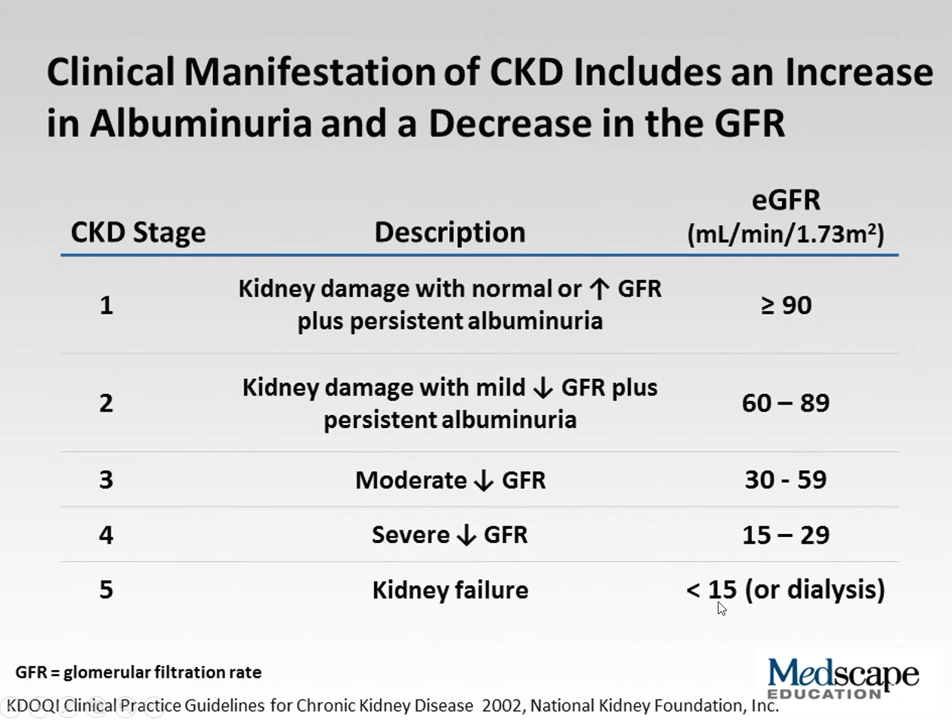 Clinical Manifestation of CKD Includes an Increase
in Albuminuria and a Decrease in the GFR
eGFR
CKD Stage Description (mL/min/1.73m²)
1 Kidney damage with normal or ↑ GFR
plus persistent albuminuria ≥ 90
2 Kidney damage with mild ↓ GFR plus
persistent albuminuria 60 – 89
3 Moderate ↓ GFR 30 - 59
4 Severe ↓ GFR 15 – 29
5 Kidney failure < 15 (or dialysis)
GFR = glomerular filtration rate
Medscape
EDUCATION
KDOQI Clinical Practice Guidelines for Chronic Kidney Disease 2002, National Kidney Foundation, Inc.